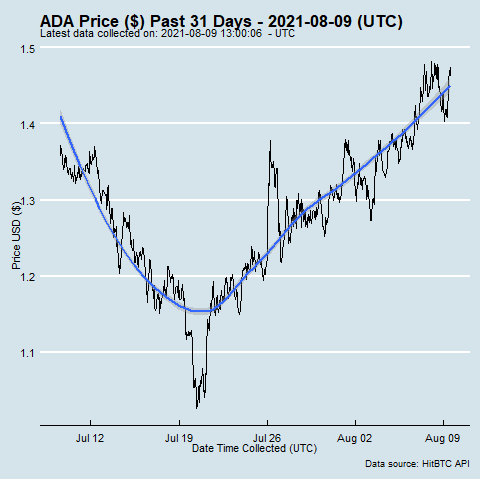 ADA Price ($) Past 31 Days - 2021-08-09 (UTC)
Latest data collected on: 2021-08-09 13:00:06  - UTC
1.5
1.4
1.3
1.2
1.1
Price USD ($)
Jul 12
Jul 19
Jul 26
Aug 02
Aug 09
Date Time Collected (UTC)
Data source: HitBTC API